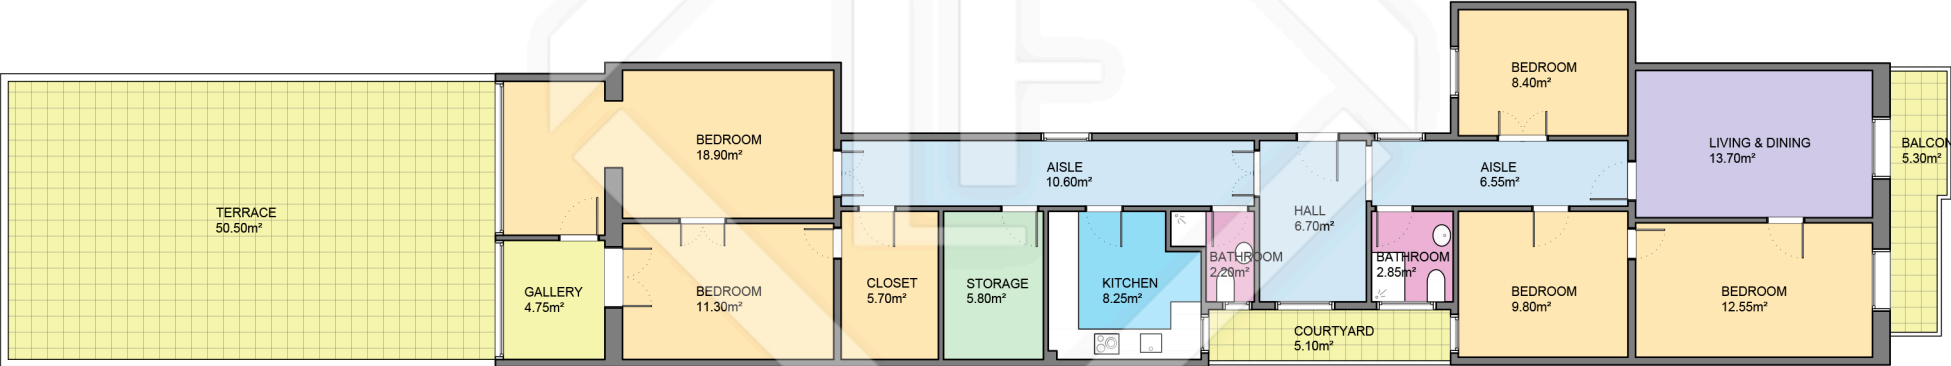 TERRACE
50.50m²
BEDROOM
18.90m²
GALLERY
4.75m²
BEDROOM
11.30m²
CLOSET
5.70m²
STORAGE
5.80m²
AISLE
10.60m²
KITCHEN
8.25m²
BATHROOM
2.20m²
HALL
6.70m²
COURTYARD
5.10m²
BATHROOM
2.85m²
AISLE
6.55m²
BEDROOM
8.40m²
BEDROOM
9.80m²
LIVING & DINING
13.70m²
BEDROOM
12.55m²
BALCON
5.30m²